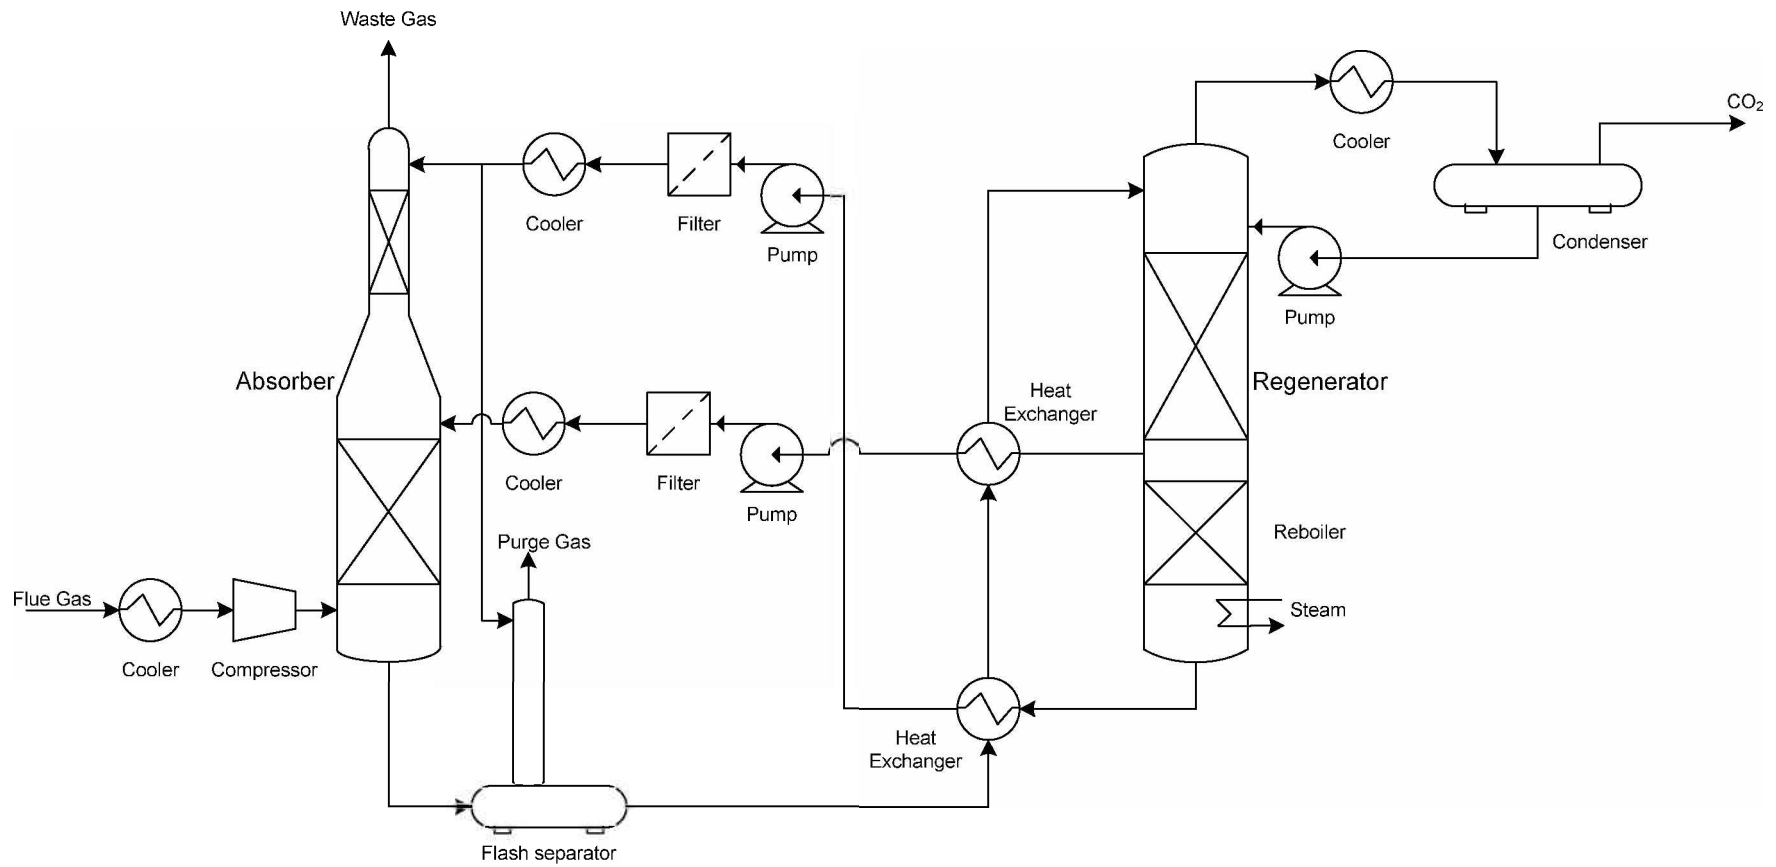 Waste Gas
CO₂
Cooler
Cooler
Filter
Pump
Condenser
Pump
Absorber
Heat
Exchanger
Regenerator
Cooler
Filter
Pump
Purge Gas
Reboiler
Flue Gas
Steam
Cooler
Compressor
Heat
Exchanger
Flash separator